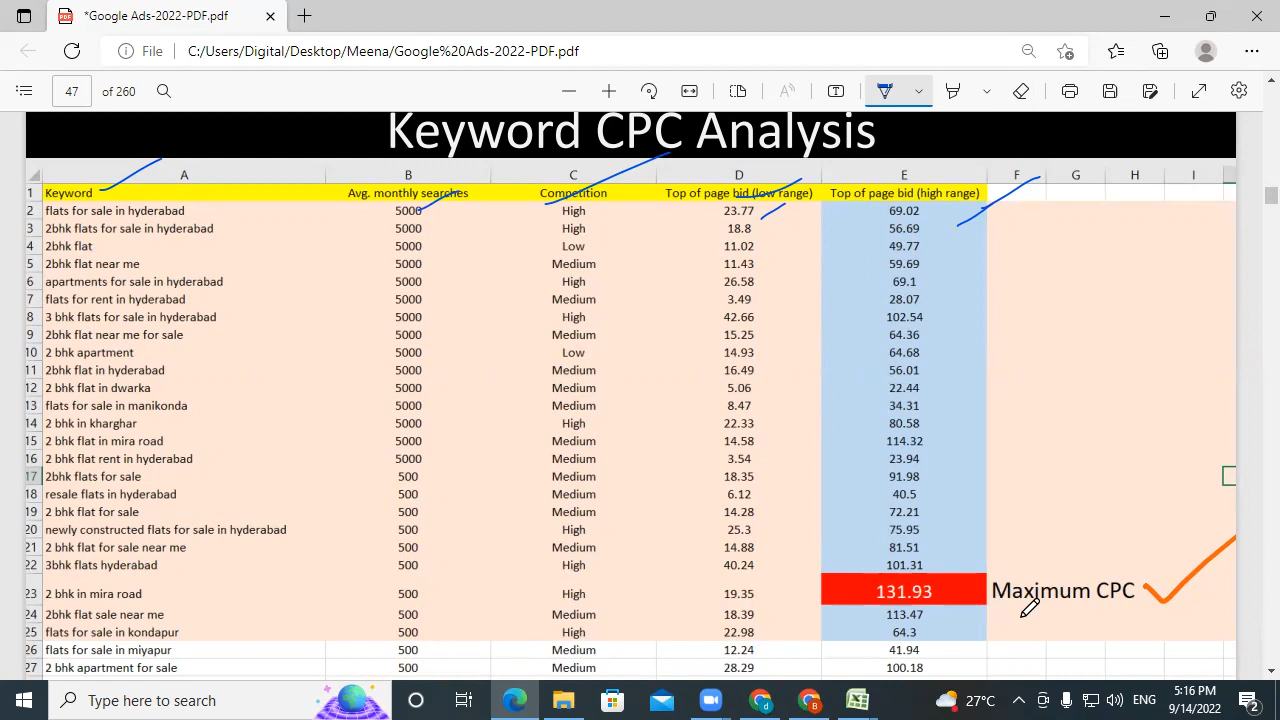 *Google Ads-2022-PDF.pdf
File C:/Users/Digital/Desktop/Meena/Google%20Ads-2022-PDF.pdf
47 of 260
Keyword CPC Analysis
A B C D E F G H I
1 Keyword Avg. monthly searches Competition Top of page bid (low range) Top of page bid (high range)
2 flats for sale in hyderabad 5000 High 23.77 69.02
3 2bhk flats for sale in hyderabad 5000 High 18.8 56.69
4 2bhk flat 5000 Low 11.02 49.77
5 2bhk flat near me 5000 Medium 11.43 59.69
6 apartments for sale in hyderabad 5000 High 26.58 69.1
7 flats for rent in hyderabad 5000 Medium 3.49 28.07
8 3 bhk flats for sale in hyderabad 5000 High 42.66 102.54
9 2bhk flat near me for sale 5000 Medium 15.25 64.36
10 2 bhk apartment 5000 Low 14.93 64.68
11 2bhk flat in hyderabad 5000 Medium 16.49 56.01
12 2 bhk flat in dwarka 5000 Medium 5.06 22.44
13 flats for sale in manikonda 5000 Medium 8.47 34.31
14 2 bhk in kharghar 5000 High 22.33 80.58
15 2 bhk flat in mira road 5000 Medium 14.58 114.32
16 2 bhk flat rent in hyderabad 5000 Medium 3.54 23.94
17 2bhk flats for sale 500 Medium 18.35 91.98
18 resale flats in hyderabad 500 Medium 6.12 40.5
19 2 bhk flat for sale 500 Medium 14.28 72.21
20 newly constructed flats for sale in hyderabad 500 High 25.3 75.95
21 2 bhk flat for sale near me 500 Medium 14.88 81.51
22 3bhk flats hyderabad 500 High 40.24 101.31
23 2 bhk in mira road 500 High 19.35 131.93 Maximum CPC
24 2bhk flat sale near me 500 Medium 18.39 113.47
25 flats for sale in kondapur 500 High 22.98 64.3
26 flats for sale in miyapur 500 Medium 12.24 41.94
27 2 bhk apartment for sale 500 Medium 28.29 100.18
Type here to search 27°C ENG 5:16 PM
9/14/2022 2